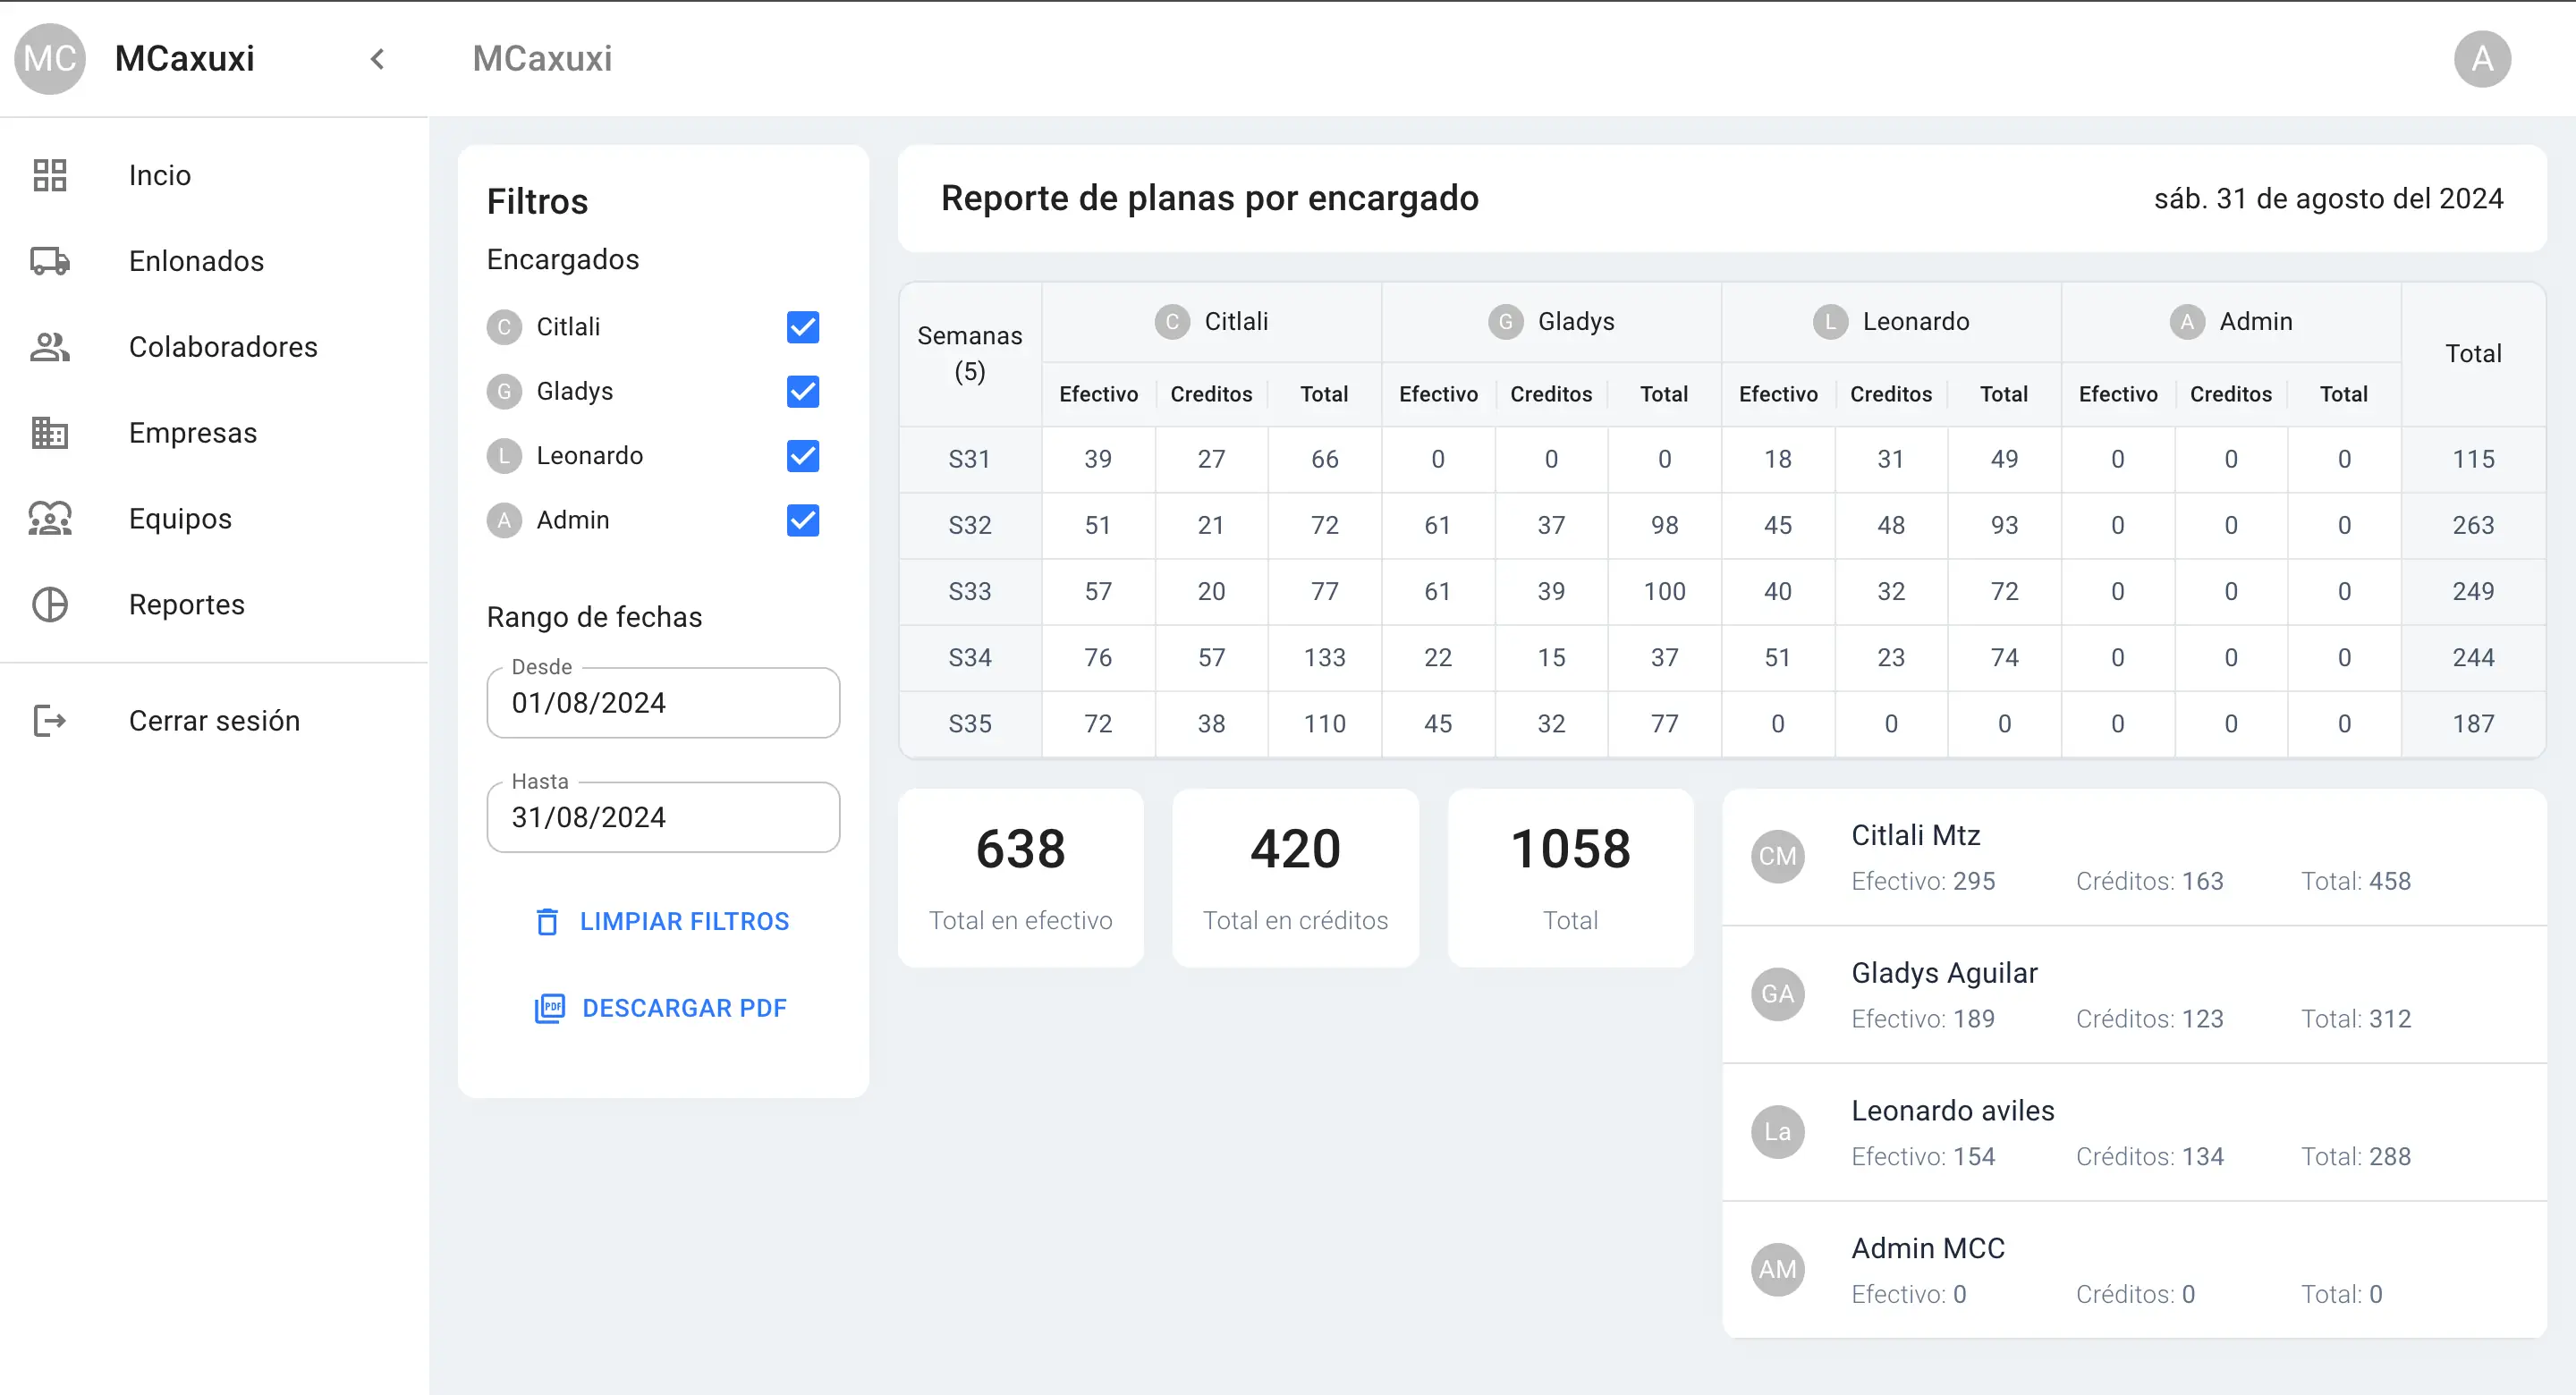 MC MCaxuxi
MCaxuxi
A
Incio
Enlonados
Colaboradores
Empresas
Equipos
Reportes
Cerrar sesión
Filtros
Encargados
C Citlali
G Gladys
L Leonardo
A Admin
Rango de fechas
Desde
01/08/2024
Hasta
31/08/2024
LIMPIAR FILTROS
PDF DESCARGAR PDF
Reporte de planas por encargado sáb. 31 de agosto del 2024
Semanas (5) C Citlali G Gladys L Leonardo A Admin Total
Efectivo Creditos Total Efectivo Creditos Total Efectivo Creditos Total Efectivo Creditos Total
S31 39 27 66 0 0 0 18 31 49 0 0 0 115
S32 51 21 72 61 37 98 45 48 93 0 0 0 263
S33 57 20 77 61 39 100 40 32 72 0 0 0 249
S34 76 57 133 22 15 37 51 23 74 0 0 0 244
S35 72 38 110 45 32 77 0 0 0 0 0 0 187
638
Total en efectivo
420
Total en créditos
1058
Total
CM Citlali Mtz
Efectivo: 295 Créditos: 163 Total: 458
GA Gladys Aguilar
Efectivo: 189 Créditos: 123 Total: 312
La Leonardo aviles
Efectivo: 154 Créditos: 134 Total: 288
AM Admin MCC
Efectivo: 0 Créditos: 0 Total: 0